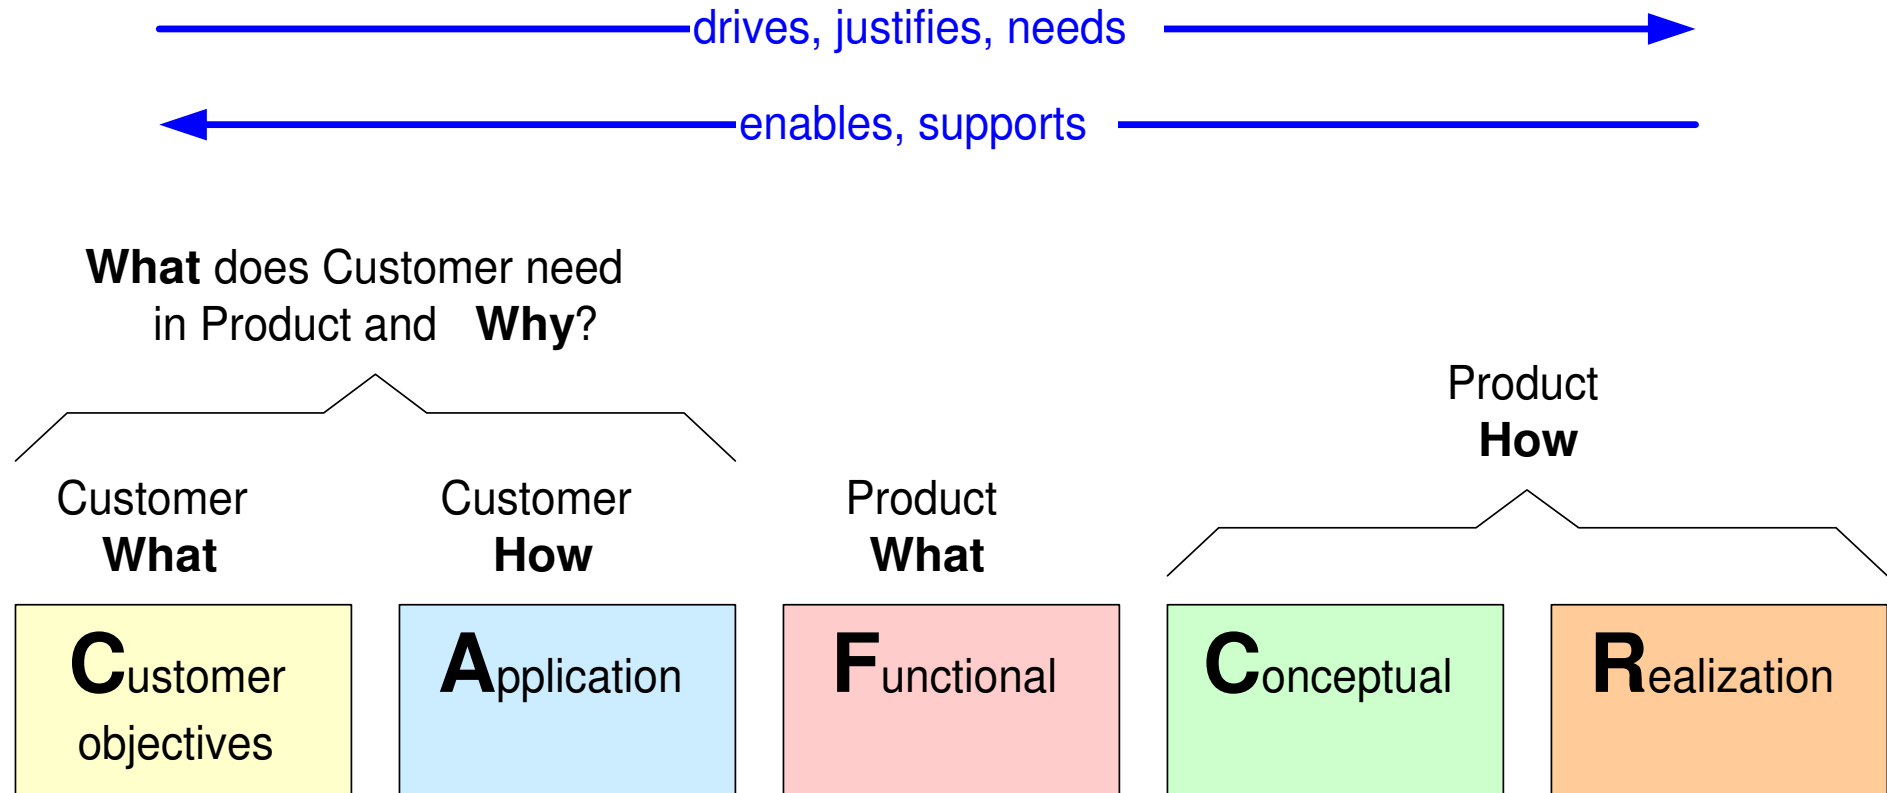 drives, justifies, needs
enables, supports
What does Customer need
in Product and Why?
Product
How
Customer
What
Customer
How
Product
What
Customer
objectives
Application
Functional
Conceptual
Realization